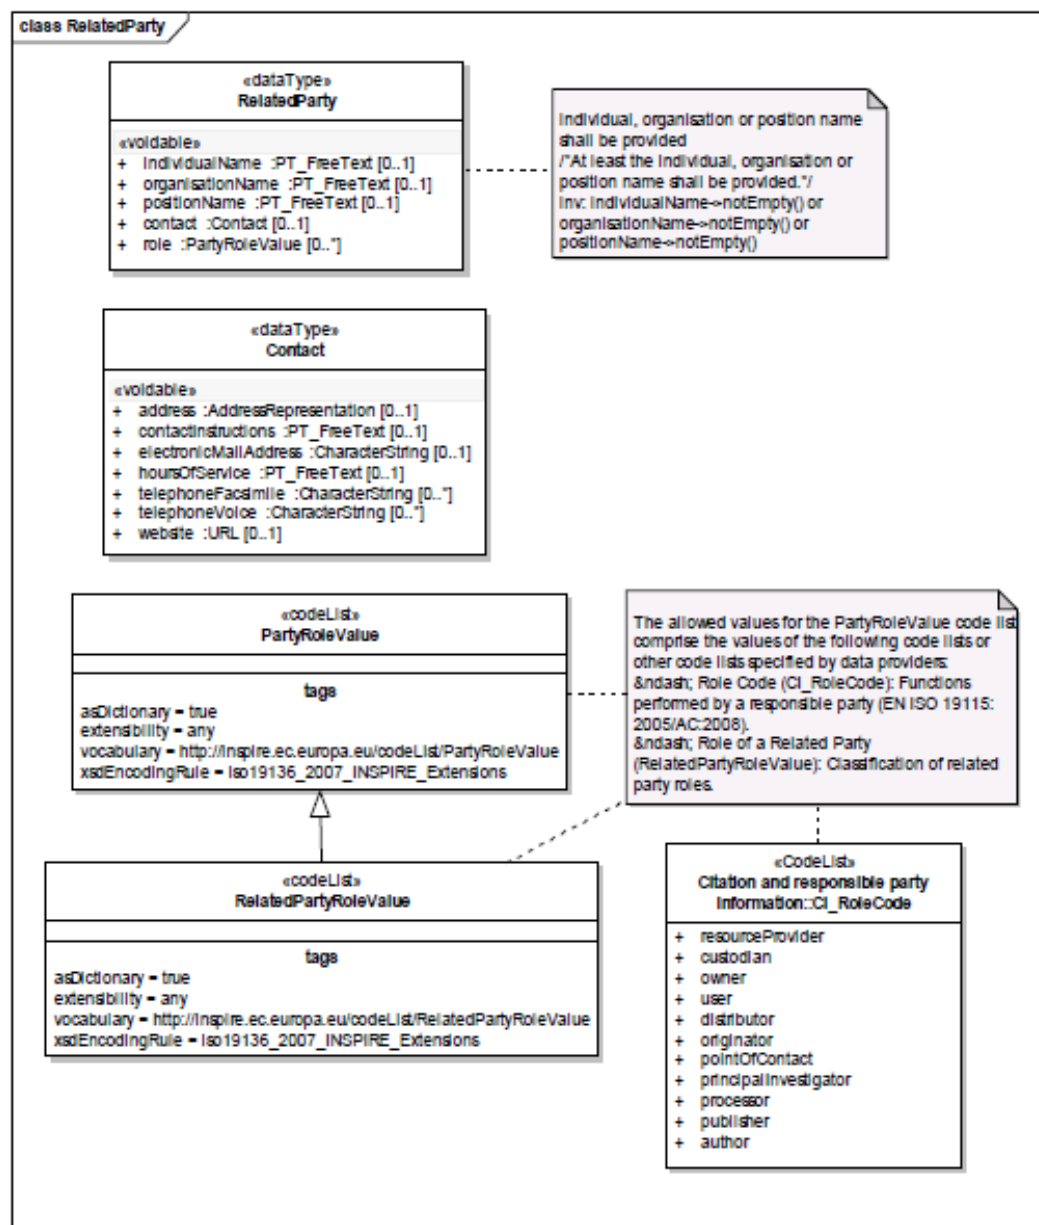 class RelatedParty
«dataType»
RelatedParty
«voidable»
+ individualName :PT_FreeText [0..1]
+ organisationName :PT_FreeText [0..1]
+ positionName :PT_FreeText [0..1]
+ contact :Contact [0..1]
+ role :PartyRoleValue [0..*]
Individual, organisation or position name
shall be provided
/*At least the individual, organisation or
position name shall be provided.*/
inv: individualName->notEmpty() or
organisationName->notEmpty() or
positionName->notEmpty()
«dataType»
Contact
«voidable»
+ address :AddressRepresentation [0..1]
+ contactInstructions :PT_FreeText [0..1]
+ electronicMailAddress :CharacterString [0..1]
+ hoursOfService :PT_FreeText [0..1]
+ telephoneFacsimile :CharacterString [0..*]
+ telephoneVoice :CharacterString [0..*]
+ website :URL [0..1]
«codeList»
PartyRoleValue
tags
asDictionary = true
extensibility = any
vocabulary = http://inspire.ec.europa.eu/codeList/PartyRoleValue
xsdEncodingRule = iso19136_2007_INSPIRE_Extensions
The allowed values for the PartyRoleValue code list
comprise the values of the following code lists or
other code lists specified by data providers:
&ndash; Role Code (CI_RoleCode): Functions
performed by a responsible party (EN ISO 19115:
2005/AC:2008).
&ndash; Role of a Related Party
(RelatedPartyRoleValue): Classification of related
party roles.
«codeList»
RelatedPartyRoleValue
tags
asDictionary = true
extensibility = any
vocabulary = http://inspire.ec.europa.eu/codeList/RelatedPartyRoleValue
xsdEncodingRule = iso19136_2007_INSPIRE_Extensions
«CodeList»
Citation and responsible party
information::CI_RoleCode
+ resourceProvider
+ custodian
+ owner
+ user
+ distributor
+ originator
+ pointOfContact
+ principalInvestigator
+ processor
+ publisher
+ author